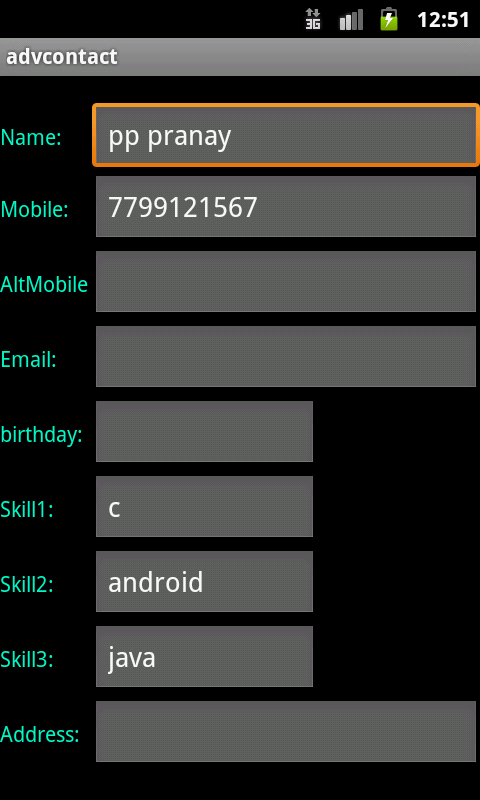 3G 12:51
advcontact
Name: pp pranay
Mobile: 7799121567
AltMobile
Email:
birthday:
Skill1: c
Skill2: android
Skill3: java
Address: